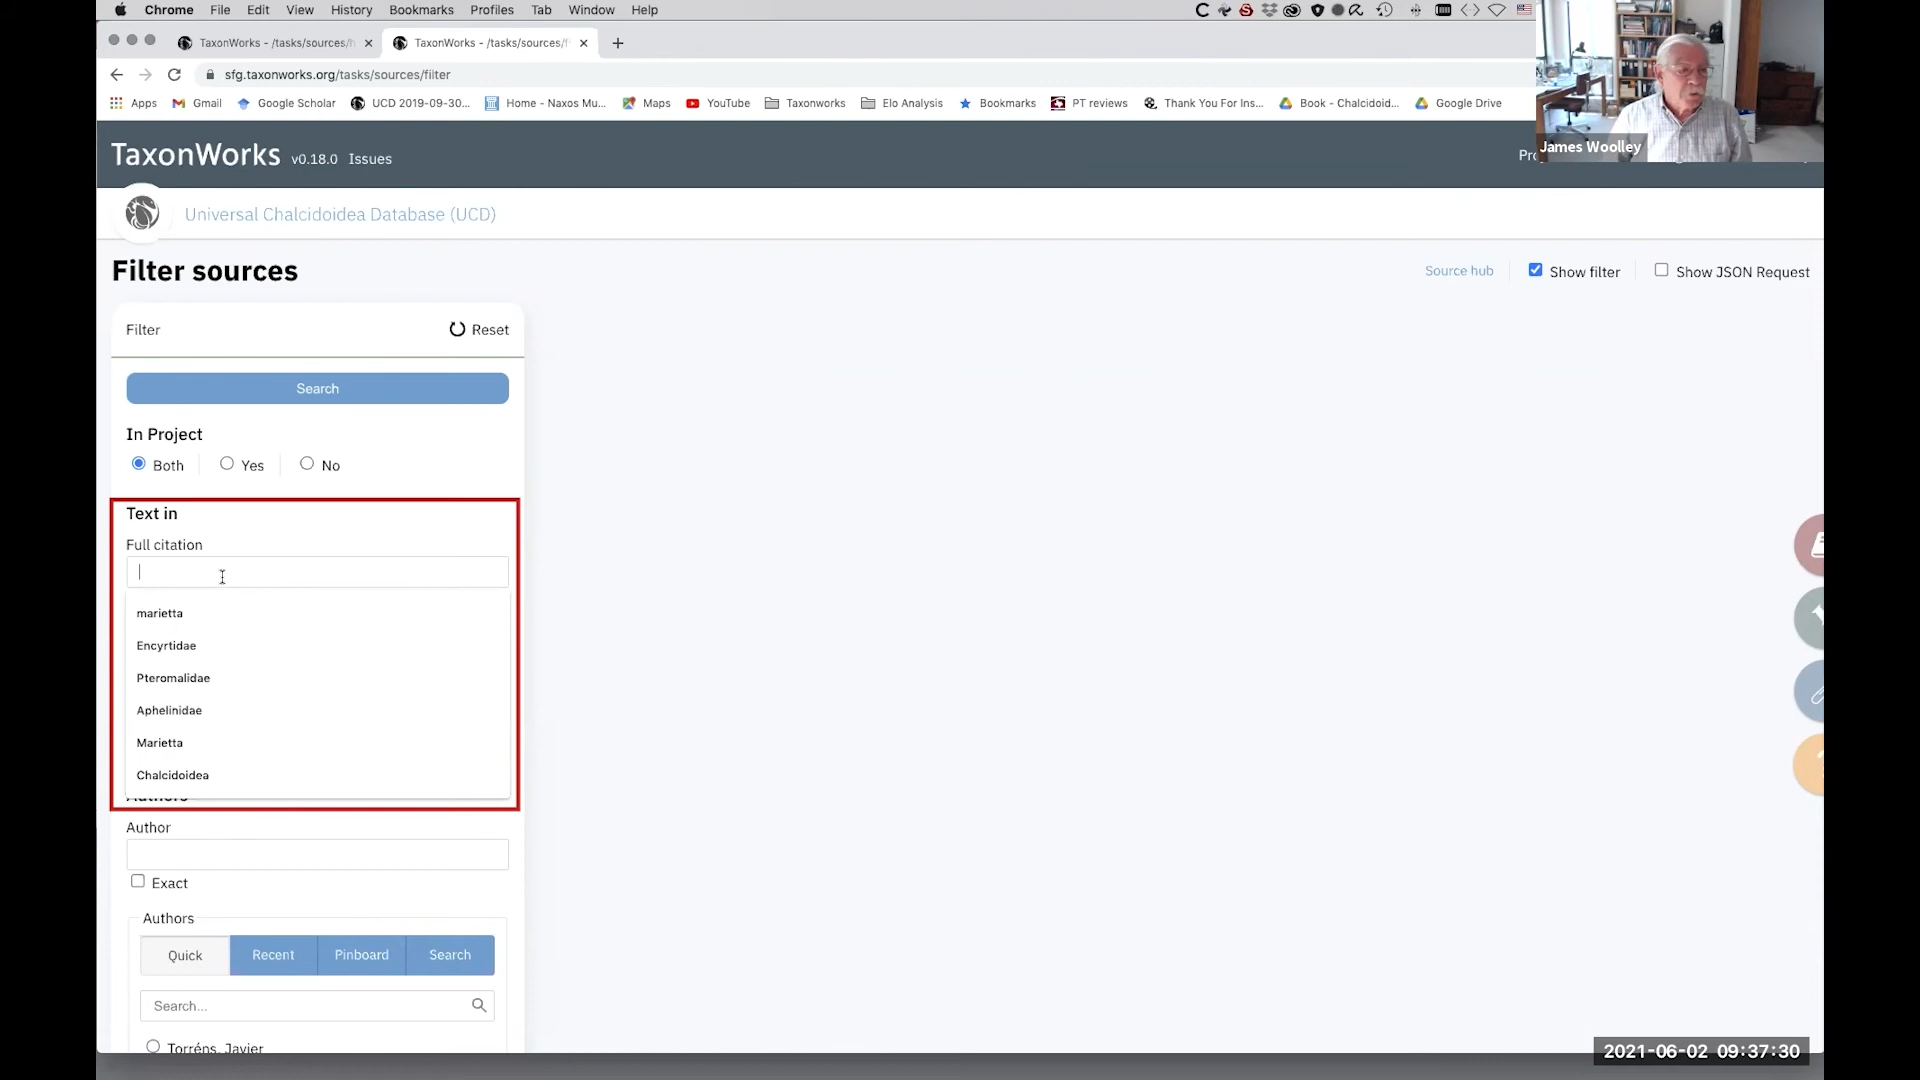 Chrome File Edit View History Bookmarks Profiles Tab Window Help
TaxonWorks - /tasks/sources/h TaxonWorks - /tasks/sources/f
sfg.taxonworks.org/tasks/sources/filter
Apps Gmail Google Scholar UCD 2019-09-30... Home - Naxos Mu... Maps YouTube Taxonworks Elo Analysis Bookmarks PT reviews Thank You For Ins... Book - Chalcidoid... Google Drive
James Woolley
TaxonWorks v0.18.0 Issues
Universal Chalcidoidea Database (UCD)
Filter sources
Source hub Show filter Show JSON Request
Filter Reset
Search
In Project
Both Yes No
Text in
Full citation
marietta
Encyrtidae
Pteromalidae
Aphelinidae
Marietta
Chalcidoidea
Authors
Author
Exact
Authors
Quick Recent Pinboard Search
Search...
Torréns, Javier
2021-06-02 09:37:30